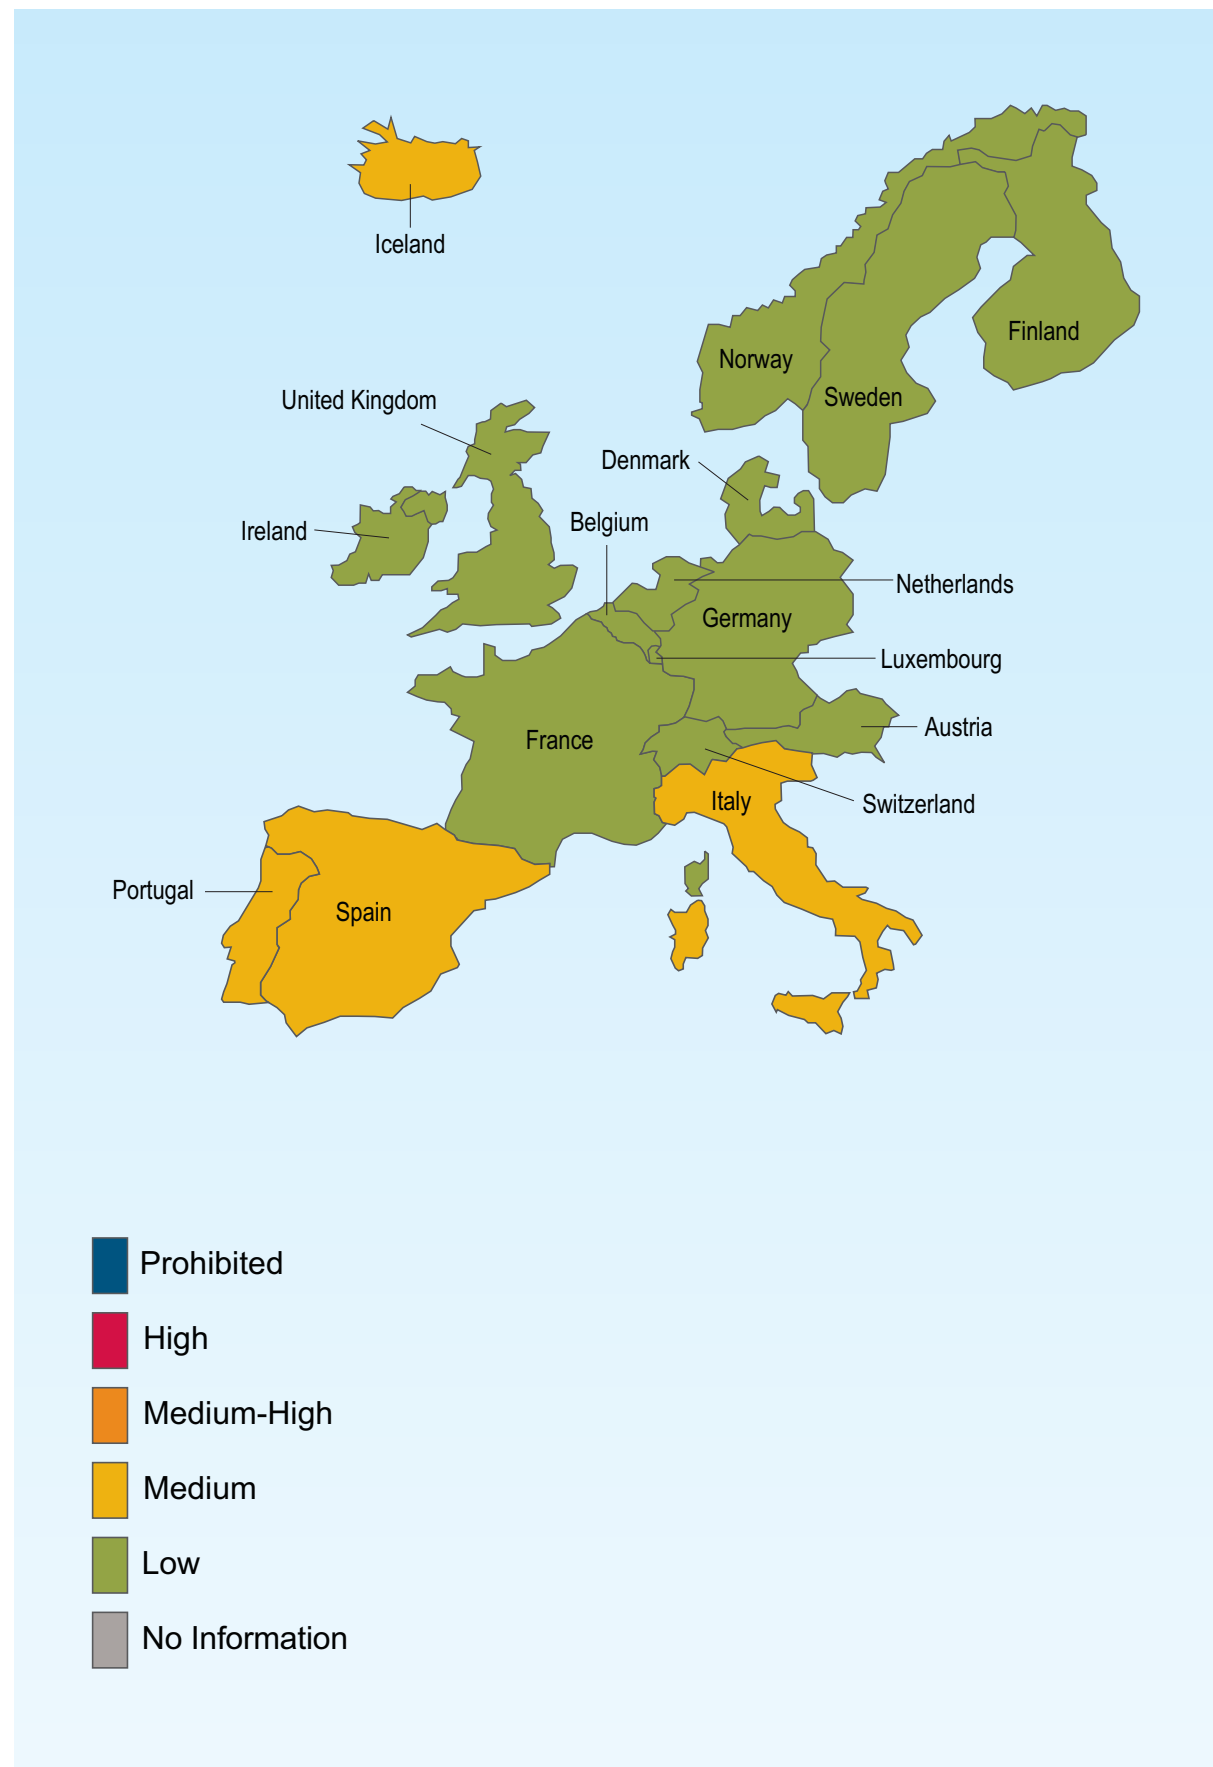 Iceland
Finland
Norway
Sweden
United Kingdom
Denmark
Belgium
Ireland
Netherlands
Germany
Luxembourg
Austria
France
Italy
Switzerland
Portugal
Spain
Prohibited
High
Medium-High
Medium
Low
No Information